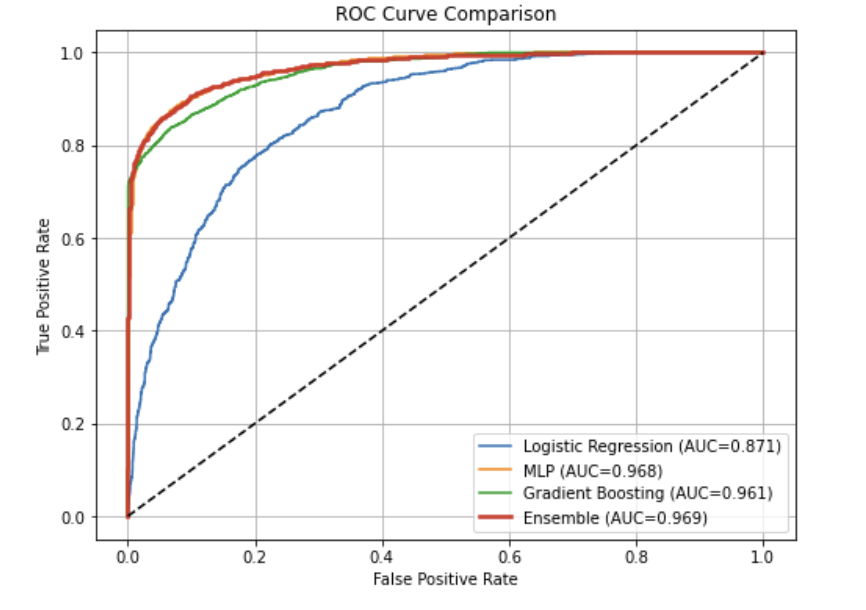 ROC Curve Comparison
1.0
0.8
0.6
0.4
0.2
0.0
True Positive Rate
Logistic Regression (AUC=0.871)
MLP (AUC=0.968)
Gradient Boosting (AUC=0.961)
Ensemble (AUC=0.969)
0.0 0.2 0.4 0.6 0.8 1.0
False Positive Rate